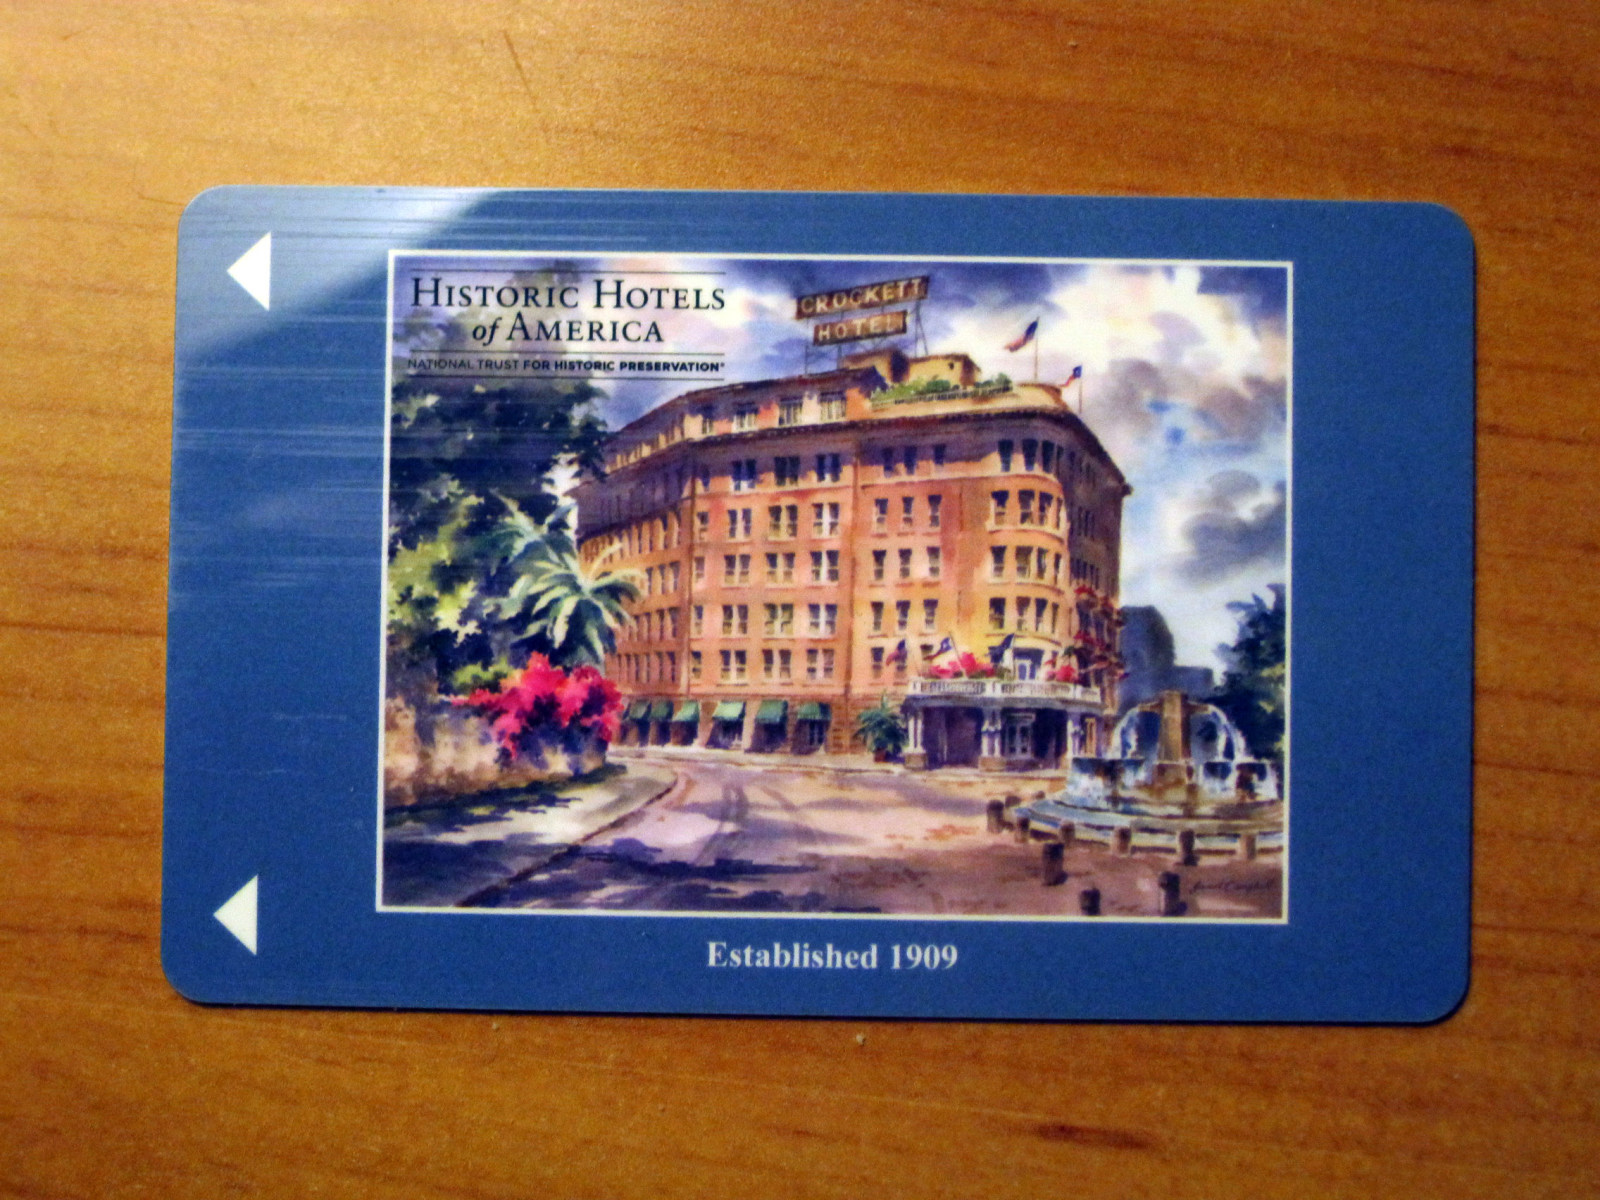 HISTORIC HOTELS
of AMERICA
NATIONAL TRUST FOR HISTORIC PRESERVATION®
CROCKETT
HOTEL
Established 1909